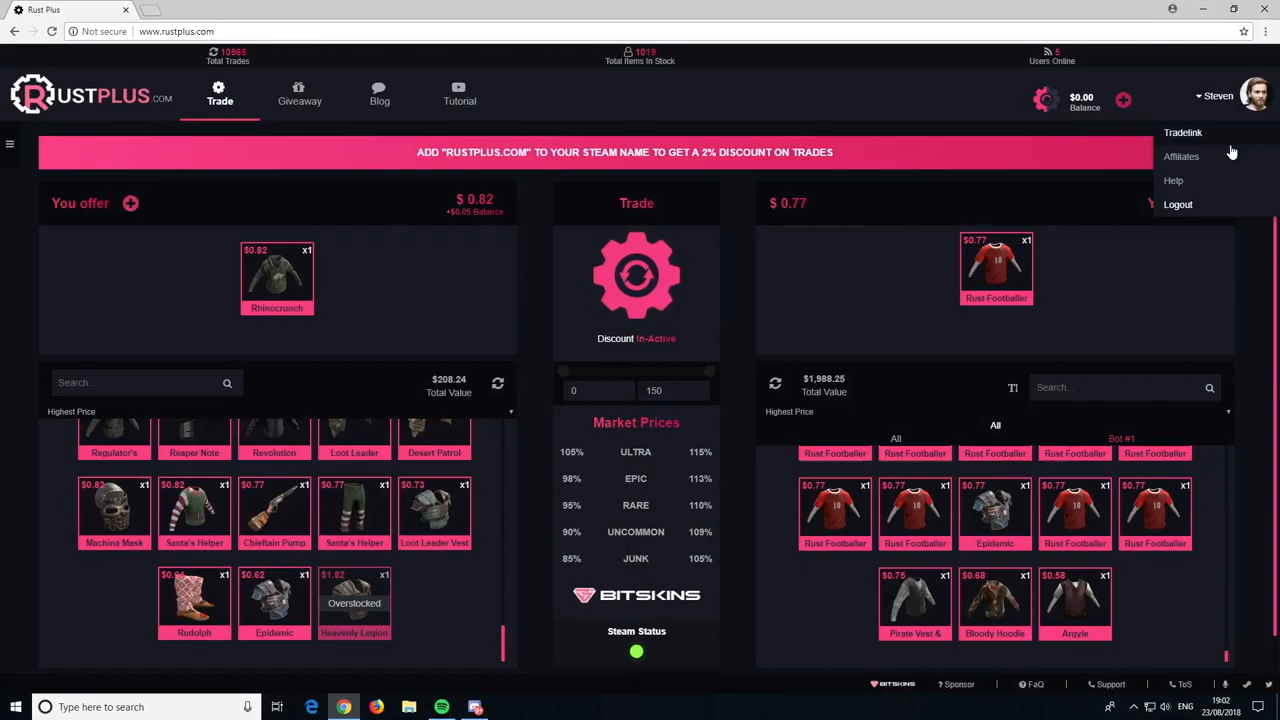 Rust Plus
Not secure | www.rustplus.com
10565
Total Trades
1019
Total Items In Stock
5
Users Online
RUSTPLUS.COM
Trade
Giveaway
Blog
Tutorial
$0.00
Balance
Steven
Tradelink
Affiliates
Help
Logout
ADD "RUSTPLUS.COM" TO YOUR STEAM NAME TO GET A 2% DISCOUNT ON TRADES
You offer
$ 0.82
+$0.05 Balance
$0.82 x1
Rhinocrunch
Search...
$208.24
Total Value
Highest Price
Regulator's
Reaper Note
Revolution
Loot Leader
Desert Patrol
$0.82 x1
Machina Mask
$0.82 x1
Santa's Helper
$0.77 x1
Chieftain Pump
$0.77 x1
Santa's Helper
$0.73 x1
Loot Leader Vest
x1
Rudolph
$0.62 x1
Epidemic
$1.82 x1
Overstocked
Heavenly Legion
Trade
Discount In-Active
0
150
Market Prices
105% ULTRA 115%
98% EPIC 113%
95% RARE 110%
90% UNCOMMON 109%
85% JUNK 105%
BITSKINS
Steam Status
$ 0.77
$0.77 x1
Rust Footballer
$1,988.25
Total Value
T!
Search...
Highest Price
All
All
Bot #1
Rust Footballer
Rust Footballer
Rust Footballer
Rust Footballer
Rust Footballer
$0.77 x1
Rust Footballer
$0.77 x1
Rust Footballer
$0.77 x1
Epidemic
$0.77 x1
Rust Footballer
$0.77 x1
Rust Footballer
$0.75 x1
Pirate Vest &
$0.68 x1
Bloody Hoodie
$0.58 x1
Argyle
BITSKINS
? Sponsor
FaQ
Support
ToS
Type here to search
ENG
19:02
23/08/2018